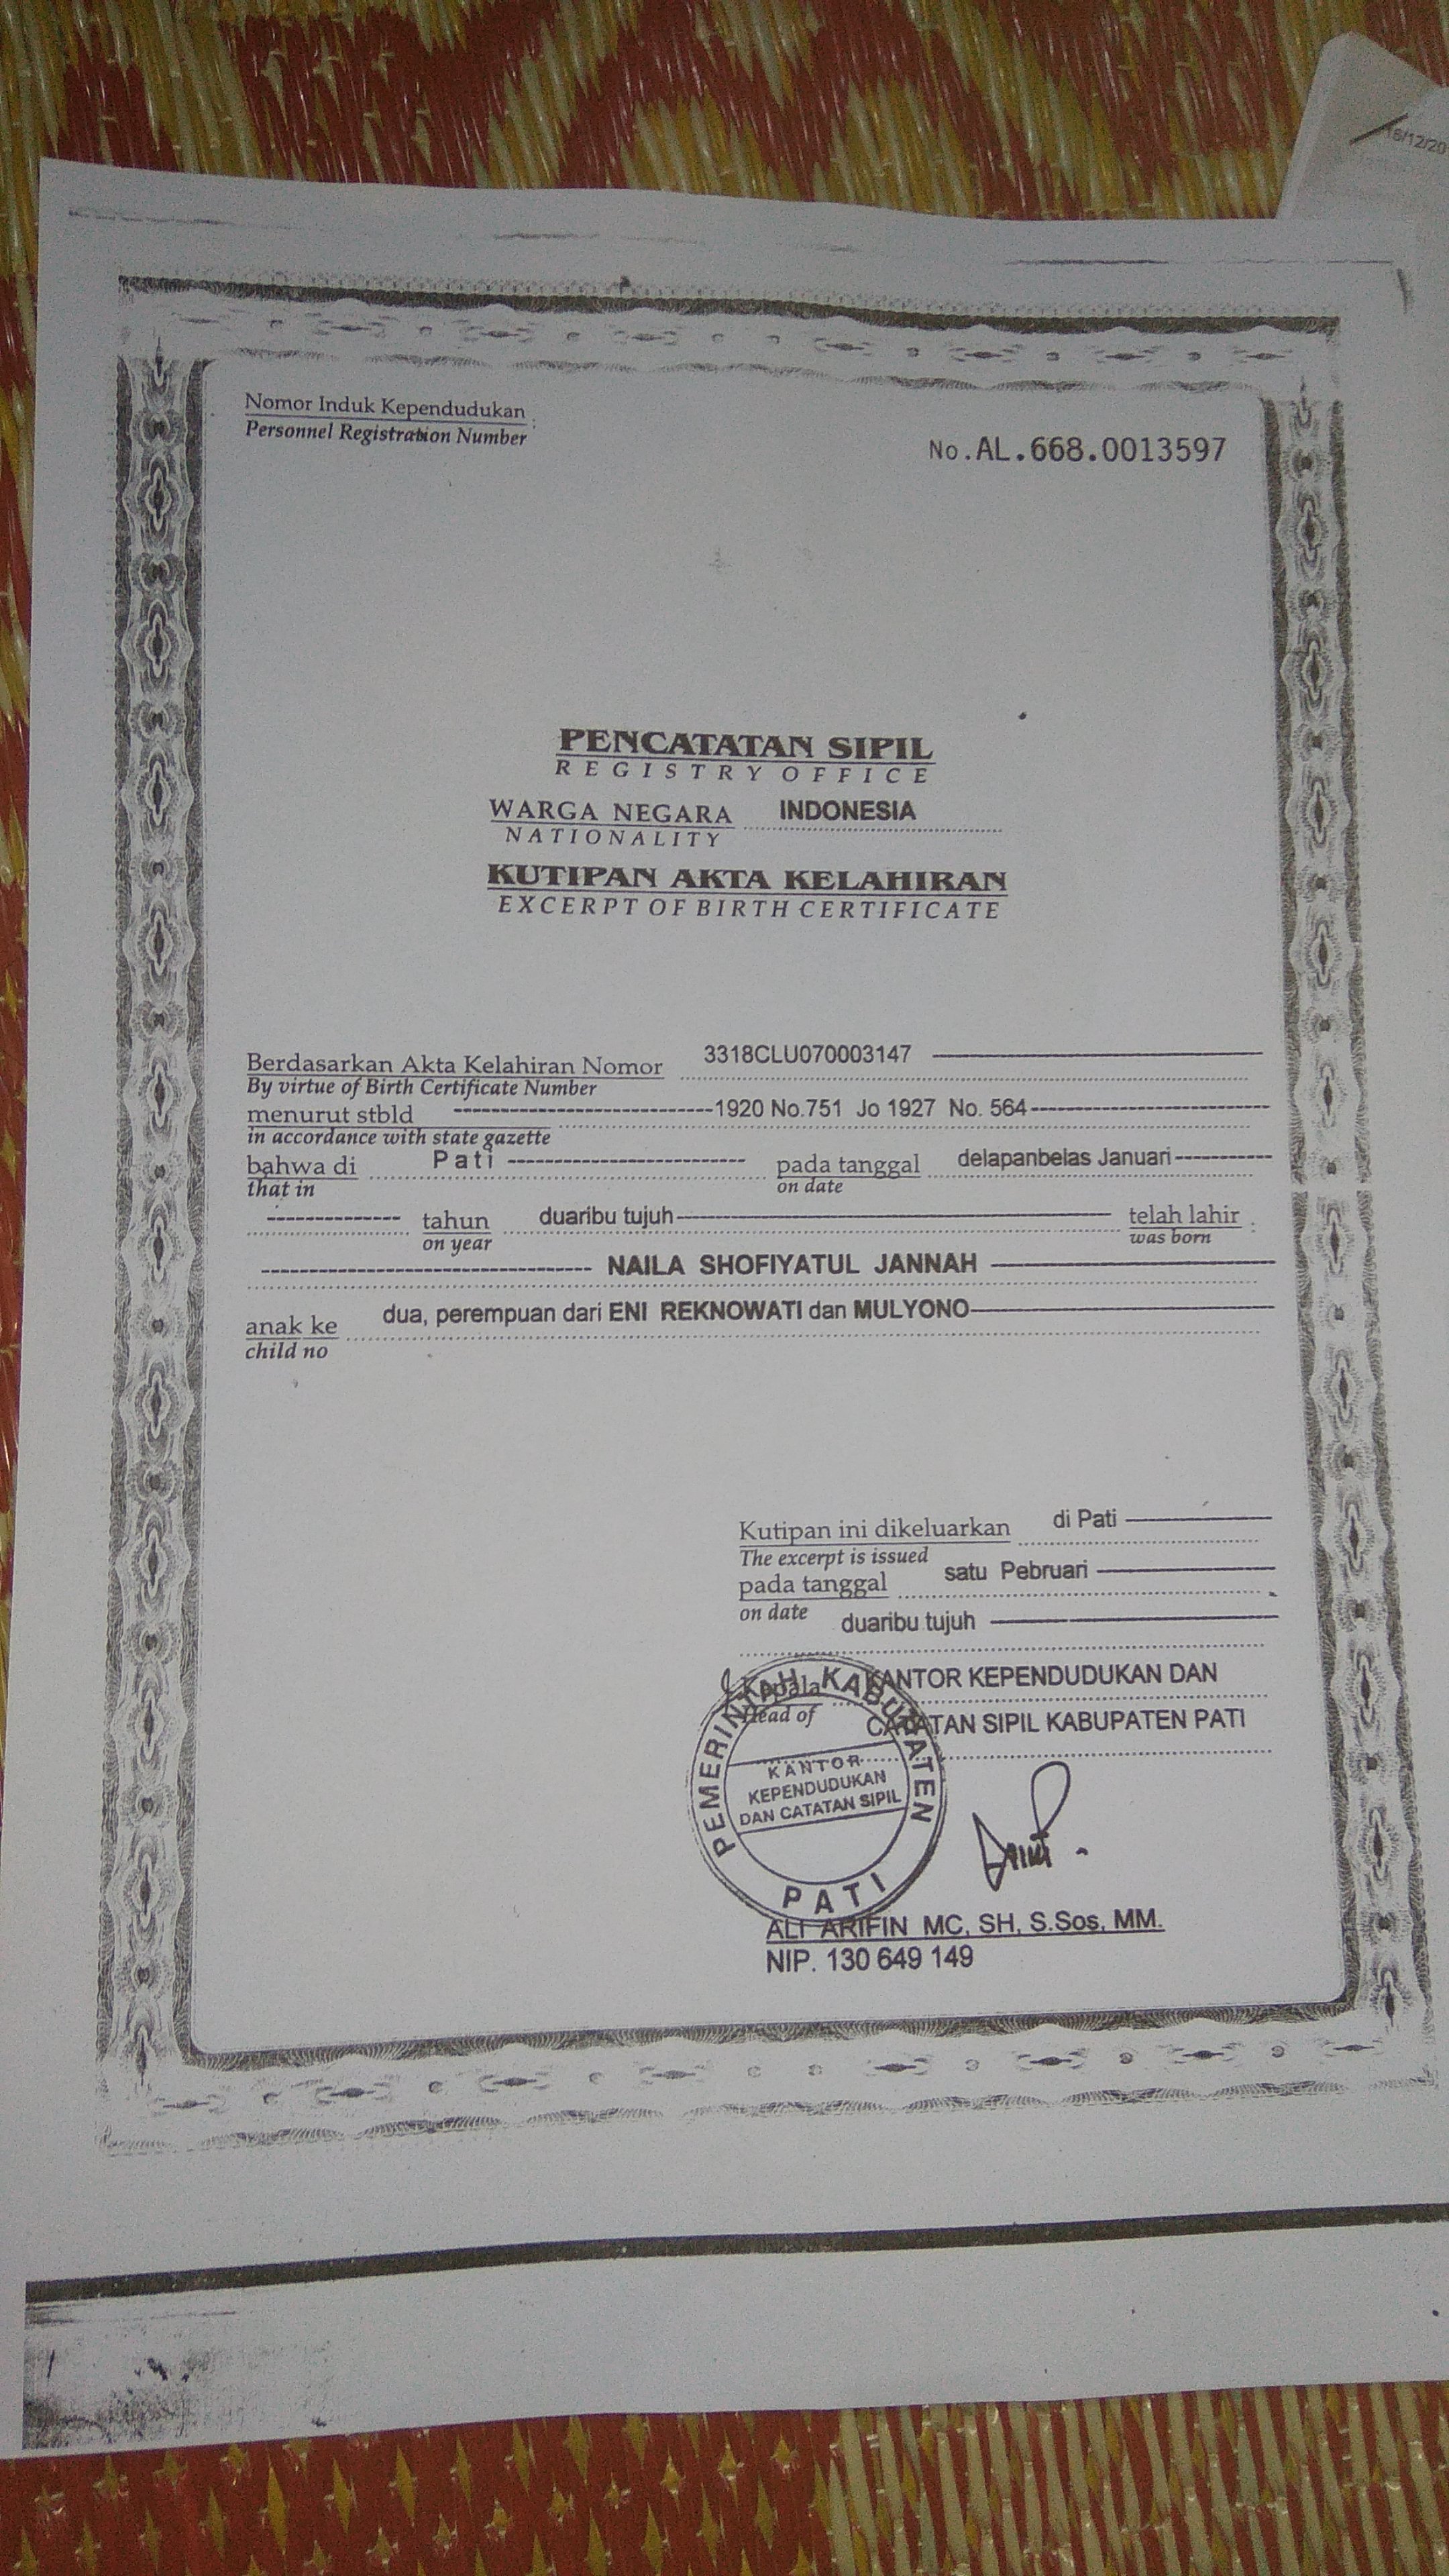 16/12/20
Nomor Induk Kependudukan :
Personnel Registration Number
No.AL.668.0013597
PENCATATAN SIPIL
REGISTRY OFFICE
WARGA NEGARA INDONESIA
NATIONALITY
KUTIPAN AKTA KELAHIRAN
EXCERPT OF BIRTH CERTIFICATE
Berdasarkan Akta Kelahiran Nomor 3318CLU070003147
By virtue of Birth Certificate Number
menurut stbld 1920 No.751 Jo 1927 No. 564
in accordance with state gazette
bahwa di Pati pada tanggal delapanbelas Januari
that in on date
tahun duaribu tujuh telah lahir :
on year was born
NAILA SHOFIYATUL JANNAH
anak ke dua, perempuan dari ENI REKNOWATI dan MULYONO
child no
Kutipan ini dikeluarkan di Pati
The excerpt is issued
pada tanggal satu Pebruari
on date duaribu tujuh
Kepala KANTOR KEPENDUDUKAN DAN
Head of CATATAN SIPIL KABUPATEN PATI
PEMERINTAH KABUPATEN
KANTOR
KEPENDUDUKAN
DAN CATATAN SIPIL
PATI
ALI ARIFIN MC, SH, S.Sos, MM.
NIP. 130 649 149